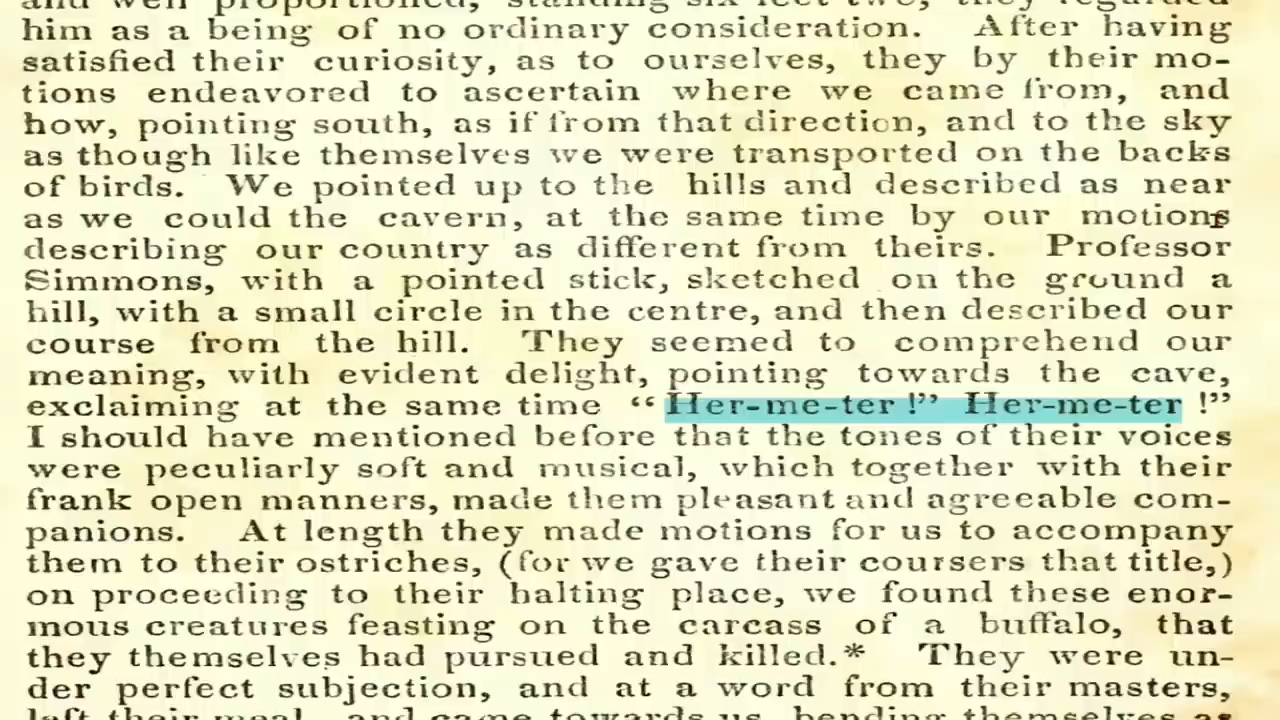 and well proportioned, standing six feet two, they regarded
him as a being of no ordinary consideration. After having
satisfied their curiosity, as to ourselves, they by their mo-
tions endeavored to ascertain where we came from, and
how, pointing south, as if from that direction, and to the sky
as though like themselves we were transported on the backs
of birds. We pointed up to the hills and described as near
as we could the cavern, at the same time by our motions
describing our country as different from theirs. Professor
Simmons, with a pointed stick, sketched on the ground a
hill, with a small circle in the centre, and then described our
course from the hill. They seemed to comprehend our
meaning, with evident delight, pointing towards the cave,
exclaiming at the same time “Her-me-ter!” Her-me-ter!”
I should have mentioned before that the tones of their voices
were peculiarly soft and musical, which together with their
frank open manners, made them pleasant and agreeable com-
panions. At length they made motions for us to accompany
them to their ostriches, (for we gave their coursers that title,)
on proceeding to their halting place, we found these enor-
mous creatures feasting on the carcass of a buffalo, that
they themselves had pursued and killed.* They were un-
der perfect subjection, and at a word from their masters,
left their meal, and came towards us, bending themselves as